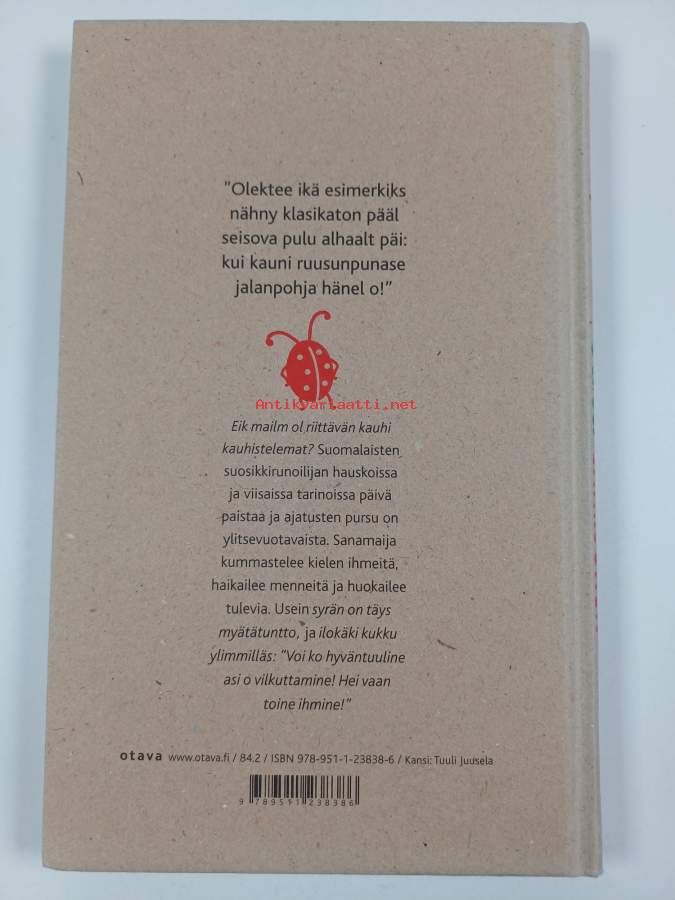 "Olektee ikä esimerkiks
nähny klasikaton pääl
seisova pulu alhaalt päi:
kui kauni ruusunpunase
jalanpohja hänel o!"
Antikvariaatti.net
Eik mailm ol riittävän kauhi
kauhistelemat? Suomalaisten
suosikkirunoilijan hauskoissa
ja viisaissa tarinoissa päivä
paistaa ja ajatusten pursu on
ylitsevuotavaista. Sanamaija
kummastelee kielen ihmeitä,
haikailee menneitä ja huokailee
tulevia. Usein syrän on täys
myätätuntto, ja ilokäki kukku
ylimmilläs: "Voi ko hyväntuuline
asi o vilkuttamine! Hei vaan
toine ihmine!"
otava www.otava.fi / 84.2 / ISBN 978-951-1-23838-6 / Kansi: Tuuli Juusela
9 789511 238386